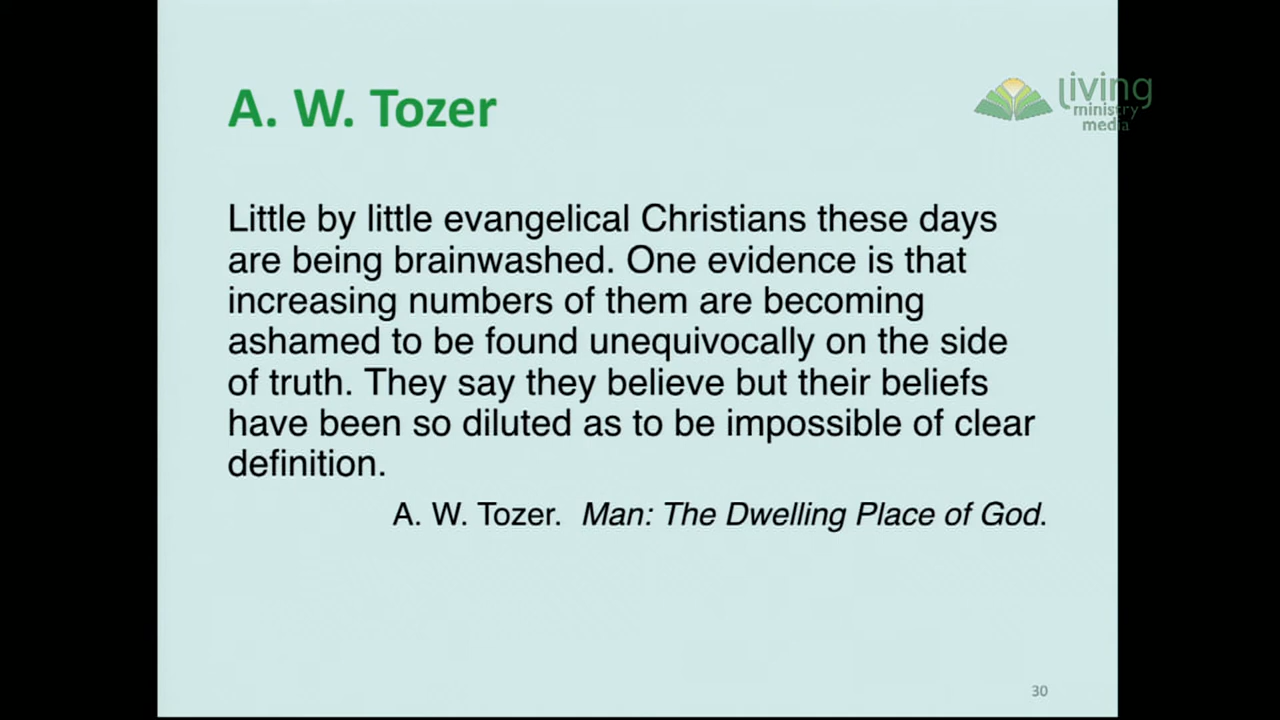 A. W. Tozer
living
ministry
media
Little by little evangelical Christians these days
are being brainwashed. One evidence is that
increasing numbers of them are becoming
ashamed to be found unequivocally on the side
of truth. They say they believe but their beliefs
have been so diluted as to be impossible of clear
definition.
A. W. Tozer. Man: The Dwelling Place of God.
30